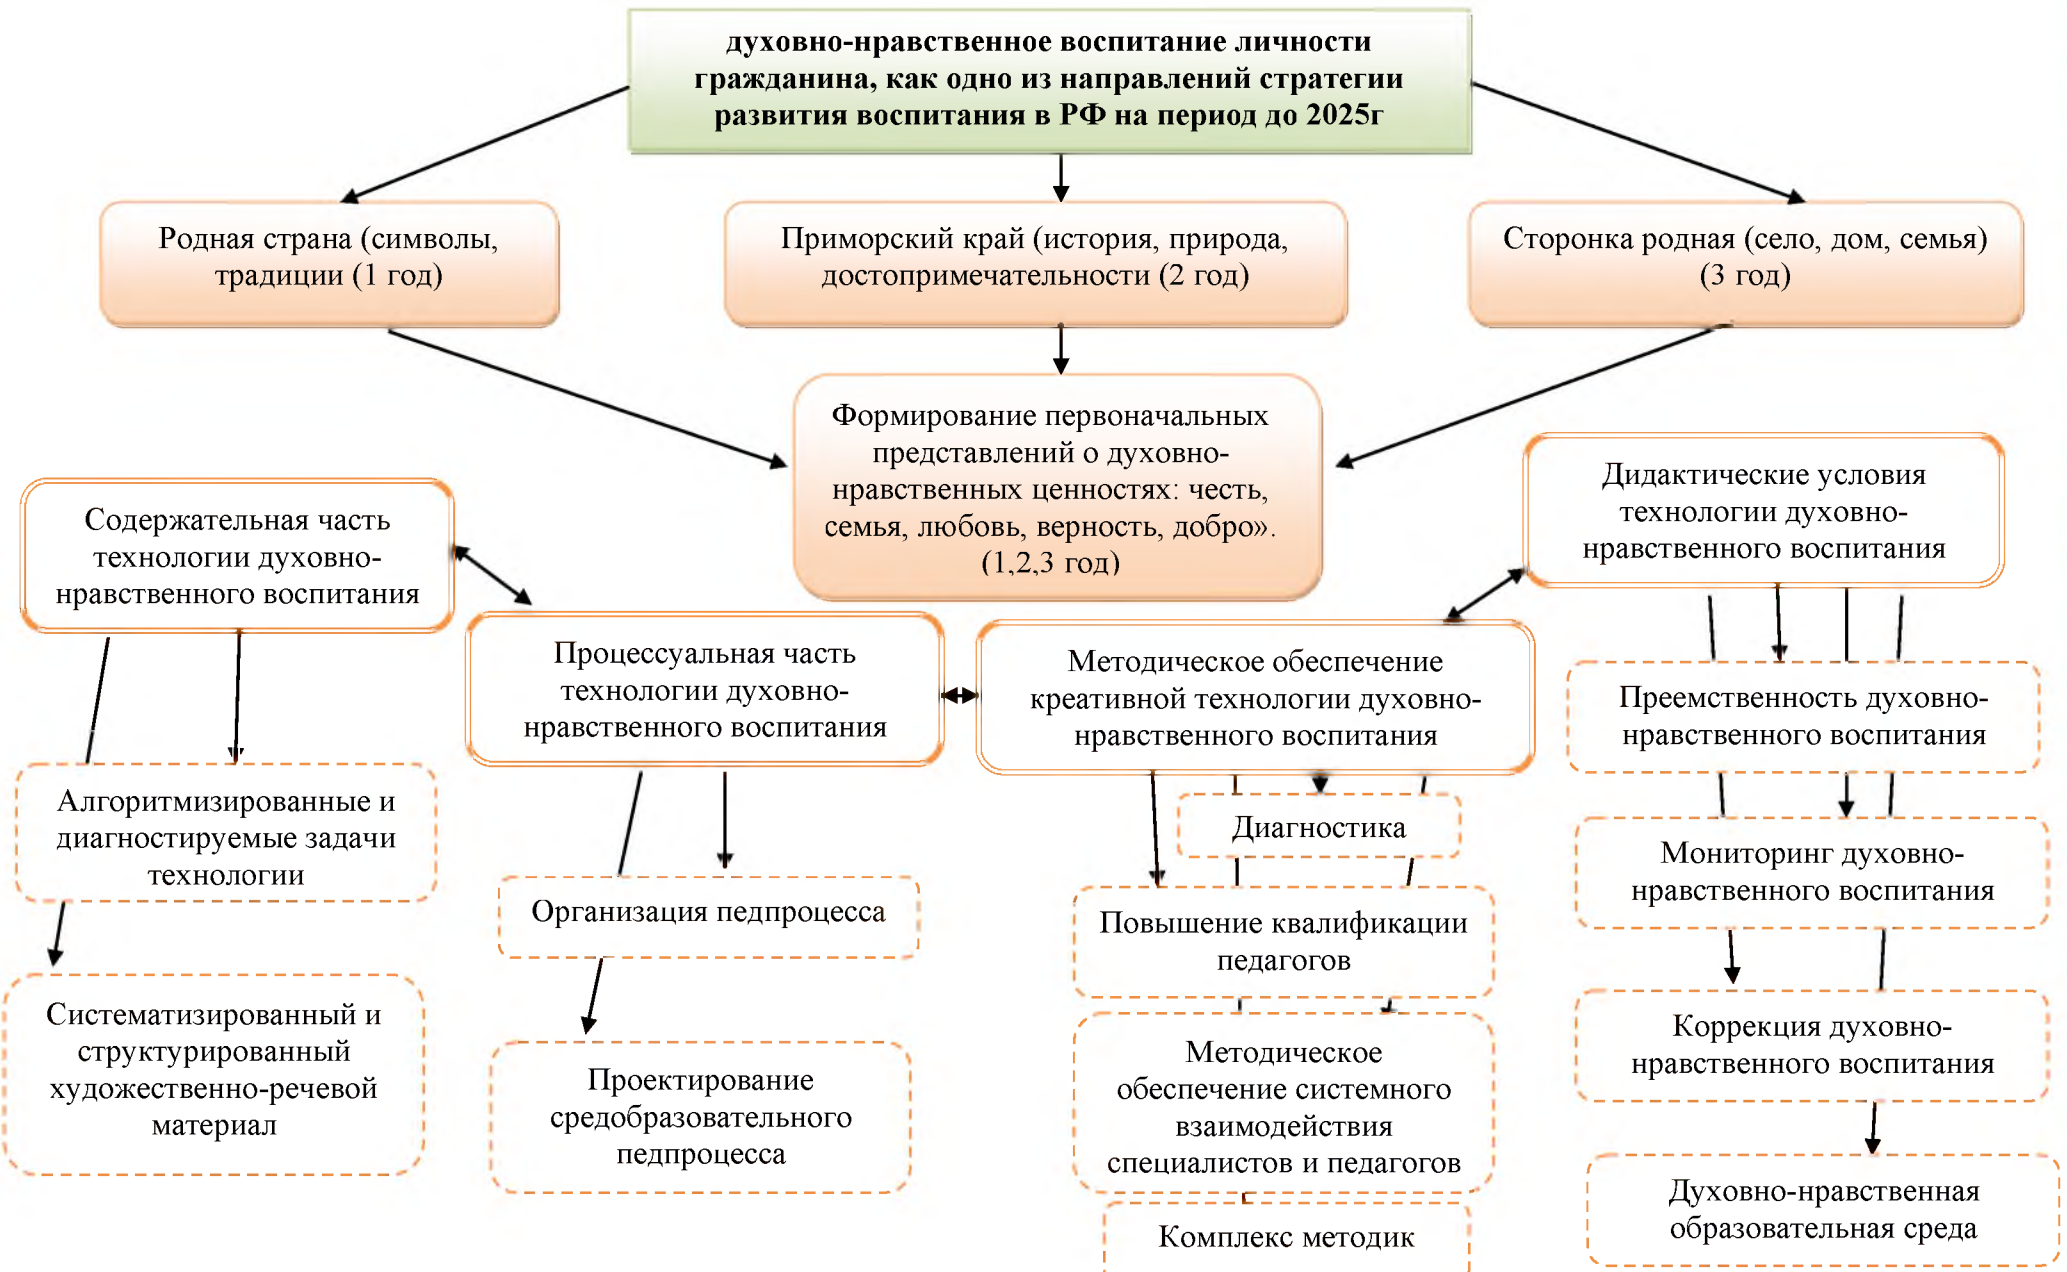 духовно-нравственное воспитание личности
гражданина, как одно из направлений стратегии
развития воспитания в РФ на период до 2025г
Родная страна (символы,
традиции (1 год)
Приморский край (история, природа,
достопримечательности (2 год)
Сторонка родная (село, дом, семья)
(3 год)
Формирование первоначальных
представлений о духовно-
нравственных ценностях: честь,
семья, любовь, верность, добро».
(1,2,3 год)
Содержательная часть
технологии духовно-
нравственного воспитания
Процессуальная часть
технологии духовно-
нравственного воспитания
Методическое обеспечение
креативной технологии духовно-
нравственного воспитания
Дидактические условия
технологии духовно-
нравственного воспитания
Алгоритмизированные и
диагностируемые задачи
технологии
Систематизированный и
структурированный
художественно-речевой
материал
Организация педпроцесса
Проектирование
средобразовательного
педпроцесса
Диагностика
Повышение квалификации
педагогов
Методическое
обеспечение системного
взаимодействия
специалистов и педагогов
Комплекс методик
Преемственность духовно-
нравственного воспитания
Мониторинг духовно-
нравственного воспитания
Коррекция духовно-
нравственного воспитания
Духовно-нравственная
образовательная среда